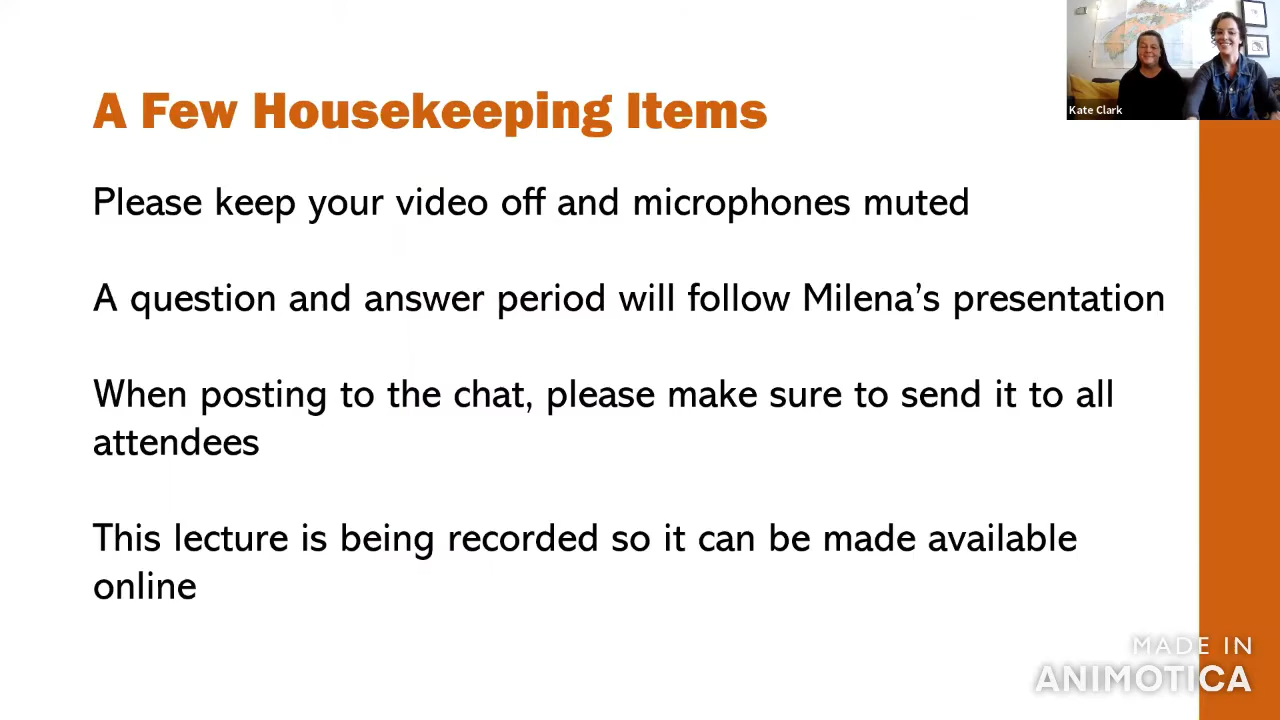 Kate Clark
A Few Housekeeping Items
Please keep your video off and microphones muted
A question and answer period will follow Milena’s presentation
When posting to the chat, please make sure to send it to all
attendees
This lecture is being recorded so it can be made available
online
MADE IN
ANIMOTICA